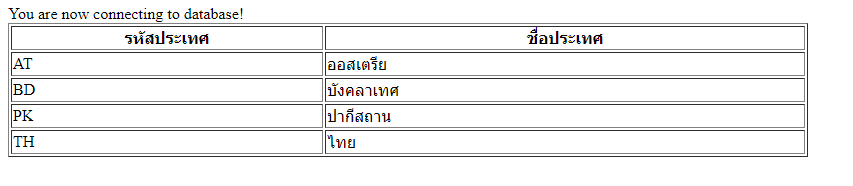 You are now connecting to database!
รหัสประเทศ ชื่อประเทศ
AT ออสเตรีย
BD บังคลาเทศ
PK ปากีสถาน
TH ไทย